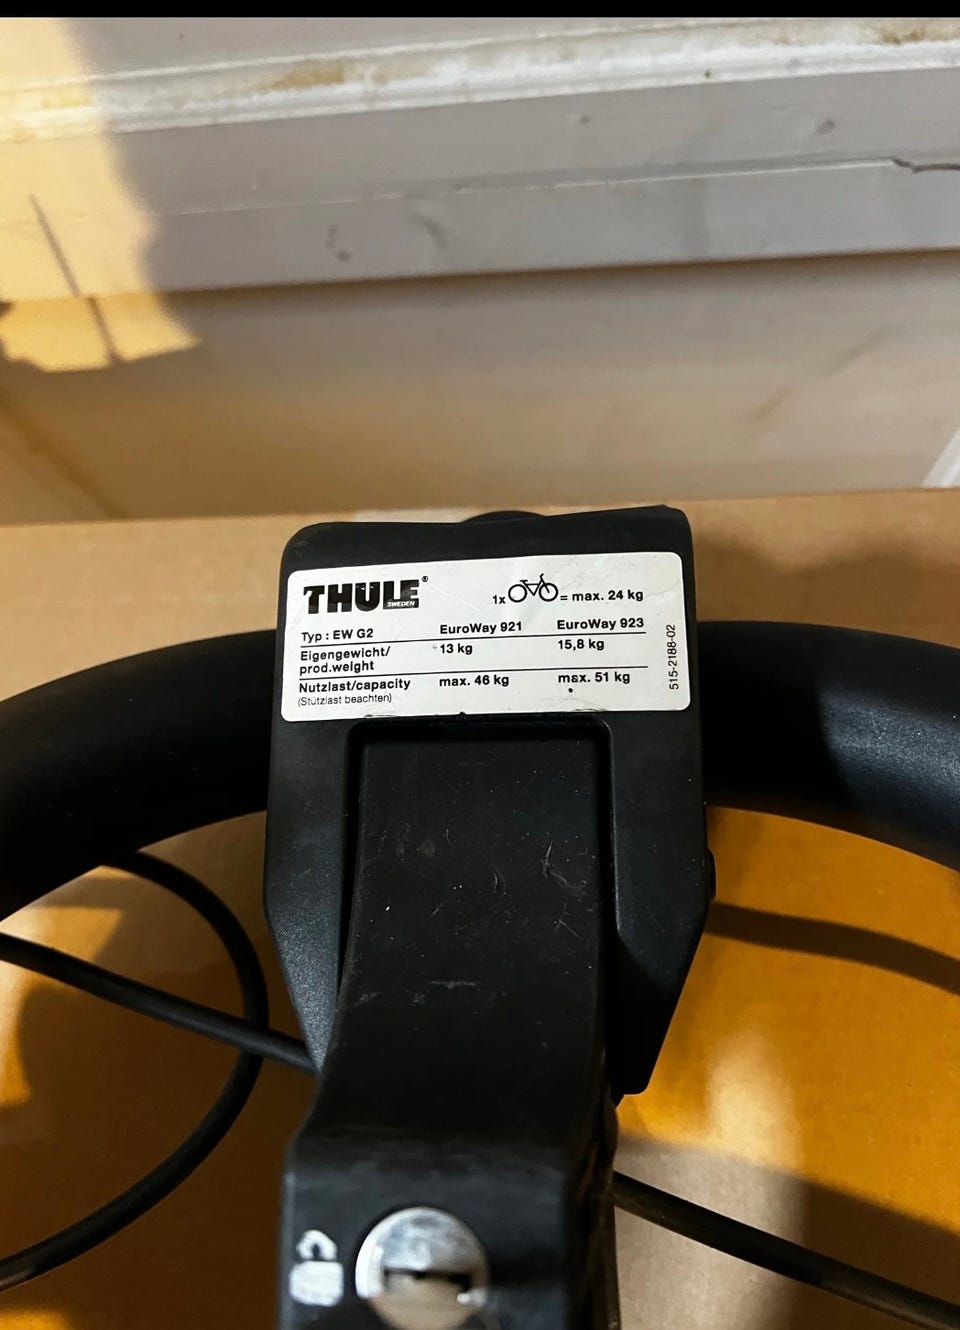 THULE®
SWEDEN
1x = max. 24 kg
Typ : EW G2 EuroWay 921 EuroWay 923
Eigengewicht/ 13 kg 15,8 kg
prod.weight
Nutzlast/capacity max. 46 kg max. 51 kg
(Stützlast beachten)
515-2188-02